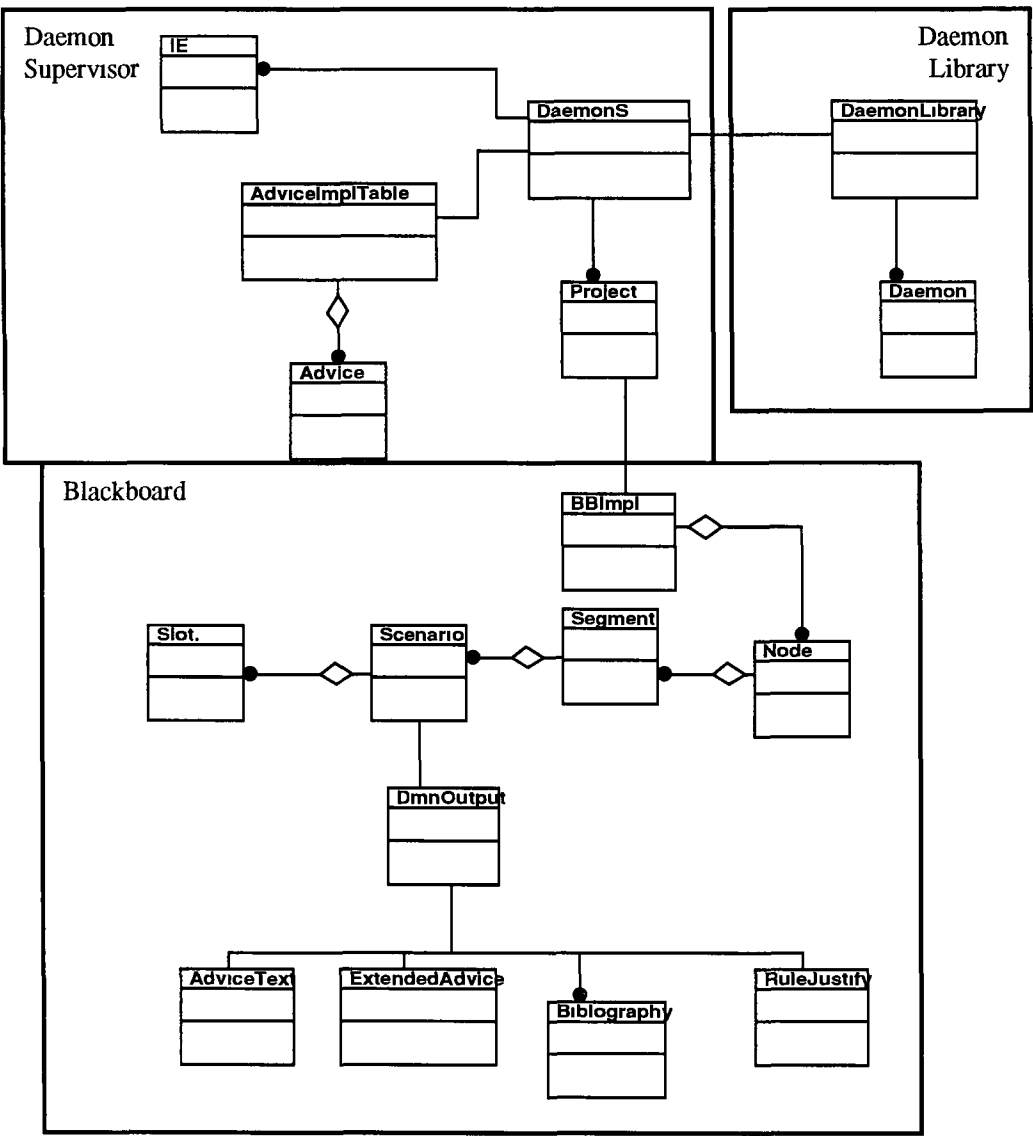 Daemon
Supervisor
IE
DaemonS
AdviceImplTable
Project
Advice
Daemon
Library
DaemonLibrary
Daemon
Blackboard
BBImpl
Segment
Slot.
Scenario
Node
DmnOutput
AdviceText
ExtendedAdvice
Biblography
RuleJustify